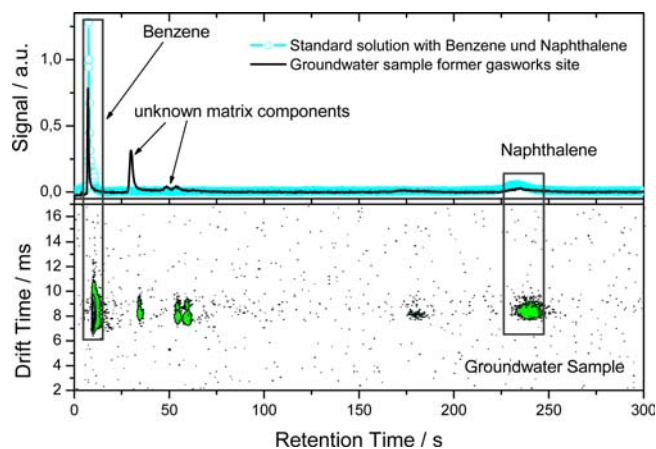 Benzene
Standard solution with Benzene und Naphthalene
Groundwater sample former gasworks site
unknown matrix components
Naphthalene
Signal / a.u.
1,0
0,5
0,0
Drift Time / ms
16
14
12
10
8
6
4
2
Groundwater Sample
0 50 100 150 200 250 300
Retention Time / s